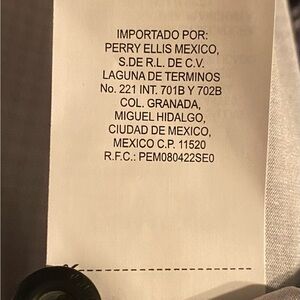 IMPORTADO POR:
PERRY ELLIS MEXICO,
S.DE R.L. DE C.V.
LAGUNA DE TERMINOS
No. 221 INT. 701B Y 702B
COL. GRANADA,
MIGUEL HIDALGO,
CIUDAD DE MEXICO,
MEXICO C.P. 11520
R.F.C.: PEM080422SE0